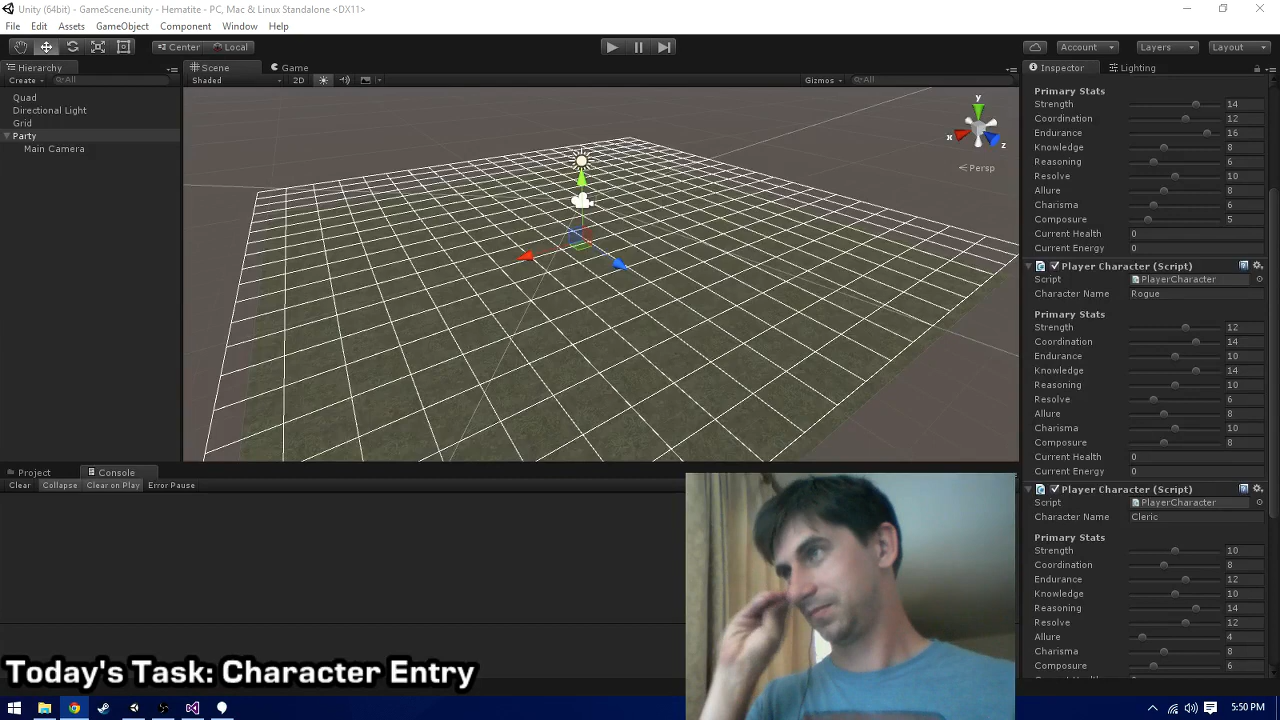 Unity (64bit) - GameScene.unity - Hematite - PC, Mac & Linux Standalone <DX11>
File Edit Assets GameObject Component Window Help
Center Local Account Layers Layout
Hierarchy Scene Game Inspector Lighting
Create All Shaded 2D Gizmos All
Quad
Directional Light
Grid
Party
Main Camera
y
x
z
Persp
Primary Stats
Strength 14
Coordination 12
Endurance 16
Knowledge 8
Reasoning 6
Resolve 10
Allure 8
Charisma 6
Composure 5
Current Health 0
Current Energy 0
Player Character (Script)
Script PlayerCharacter
Character Name Rogue
Primary Stats
Strength 12
Coordination 14
Endurance 10
Knowledge 14
Reasoning 10
Resolve 6
Allure 8
Charisma 10
Composure 8
Current Health 0
Current Energy 0
Player Character (Script)
Script PlayerCharacter
Character Name Cleric
Primary Stats
Strength 10
Coordination 8
Endurance 12
Knowledge 10
Reasoning 14
Resolve 12
Allure 4
Charisma 8
Composure 6
Project Console
Clear Collapse Clear on Play Error Pause
Today's Task: Character Entry
5:50 PM